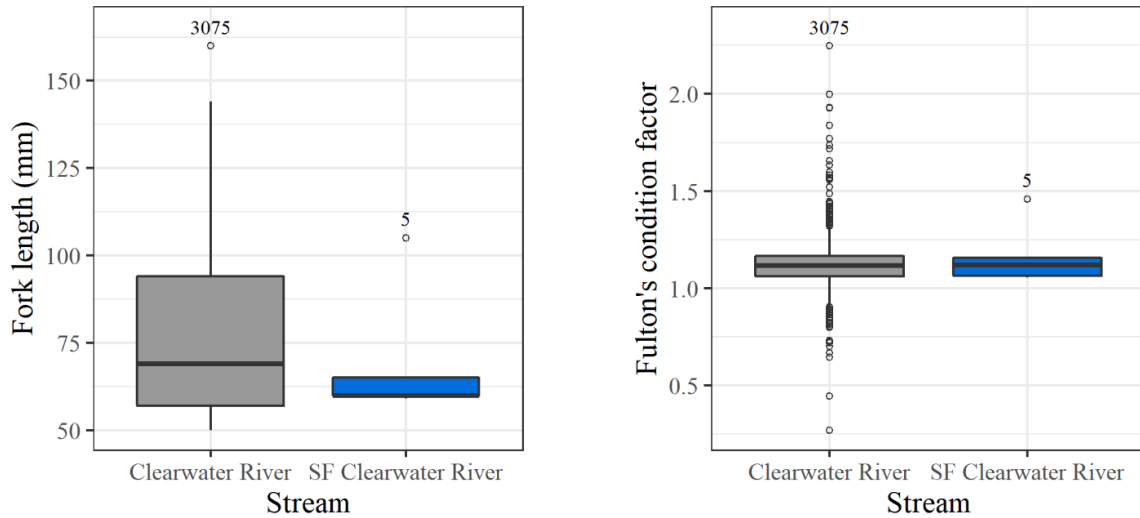 Fork length (mm)
3075
5
150
125
100
75
50
Clearwater River SF Clearwater River
Stream
Fulton's condition factor
3075
5
2.0
1.5
1.0
0.5
Clearwater River SF Clearwater River
Stream